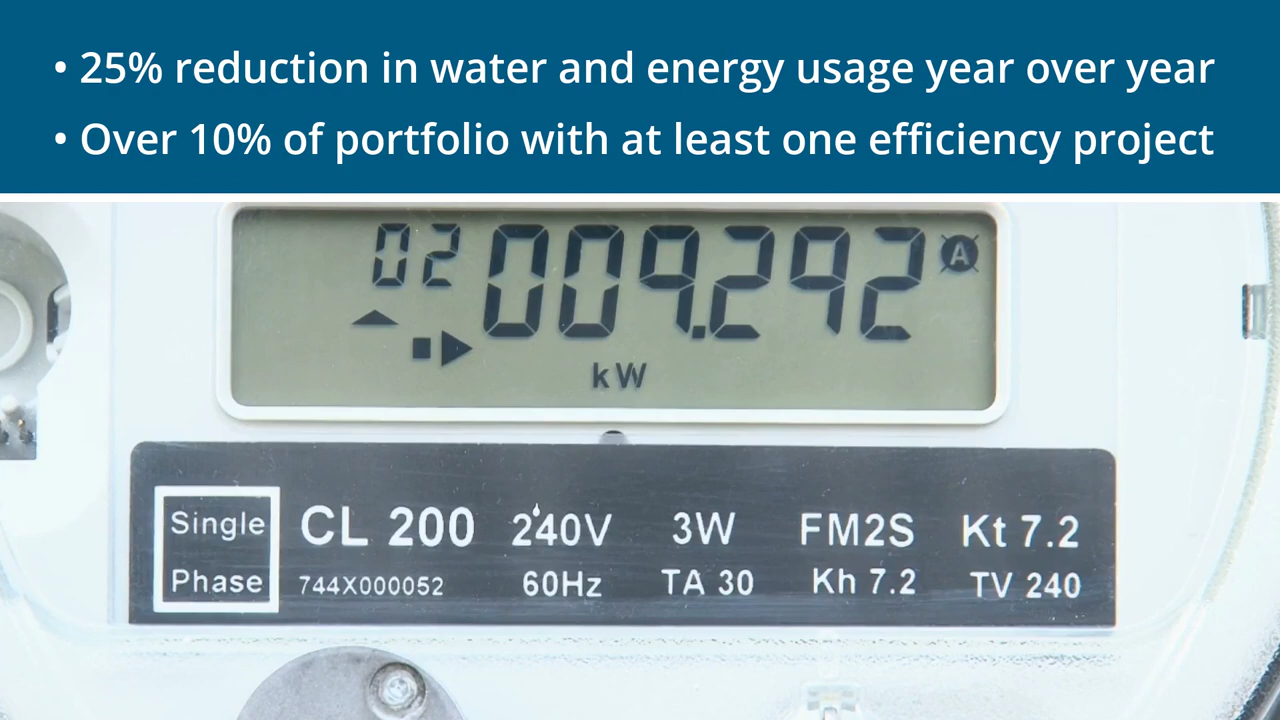 • 25% reduction in water and energy usage year over year
• Over 10% of portfolio with at least one efficiency project
02 009.292 A
kW
Single Phase
CL 200 240V 3W FM2S Kt 7.2
744X000052 60Hz TA 30 Kh 7.2 TV 240